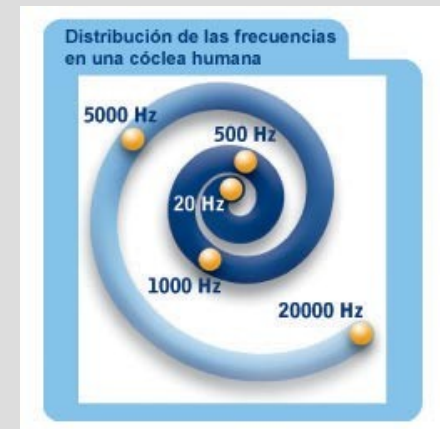 Distribución de las frecuencias
en una cóclea humana
5000 Hz
500 Hz
20 Hz
1000 Hz
20000 Hz